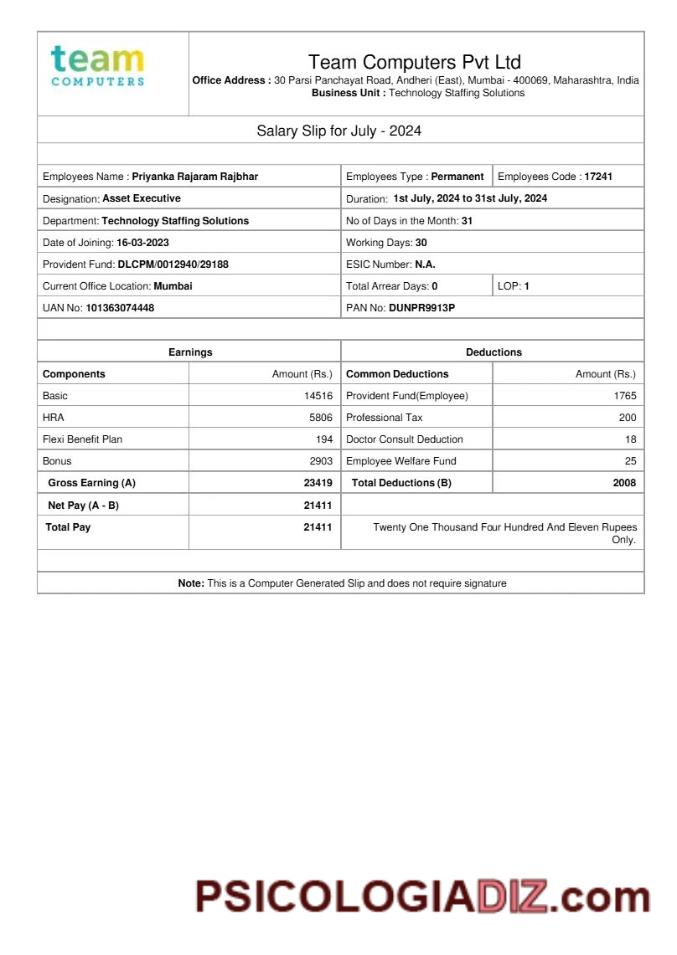 team
COMPUTERS
Team Computers Pvt Ltd
Office Address : 30 Parsi Panchayat Road, Andheri (East), Mumbai - 400069, Maharashtra, India
Business Unit : Technology Staffing Solutions
Salary Slip for July - 2024
Employees Name : Priyanka Rajaram Rajbhar Employees Type : Permanent Employees Code : 17241
Designation: Asset Executive Duration: 1st July, 2024 to 31st July, 2024
Department: Technology Staffing Solutions No of Days in the Month: 31
Date of Joining: 16-03-2023 Working Days: 30
Provident Fund: DLCPM/0012940/29188 ESIC Number: N.A.
Current Office Location: Mumbai Total Arrear Days: 0 LOP: 1
UAN No: 101363074448 PAN No: DUNPR9913P
Earnings Deductions
Components Amount (Rs.) Common Deductions Amount (Rs.)
Basic 14516 Provident Fund(Employee) 1765
HRA 5806 Professional Tax 200
Flexi Benefit Plan 194 Doctor Consult Deduction 18
Bonus 2903 Employee Welfare Fund 25
Gross Earning (A) 23419 Total Deductions (B) 2008
Net Pay (A - B) 21411
Total Pay 21411 Twenty One Thousand Four Hundred And Eleven Rupees
Only.
Note: This is a Computer Generated Slip and does not require signature
PSICOLOGIADIZ.com